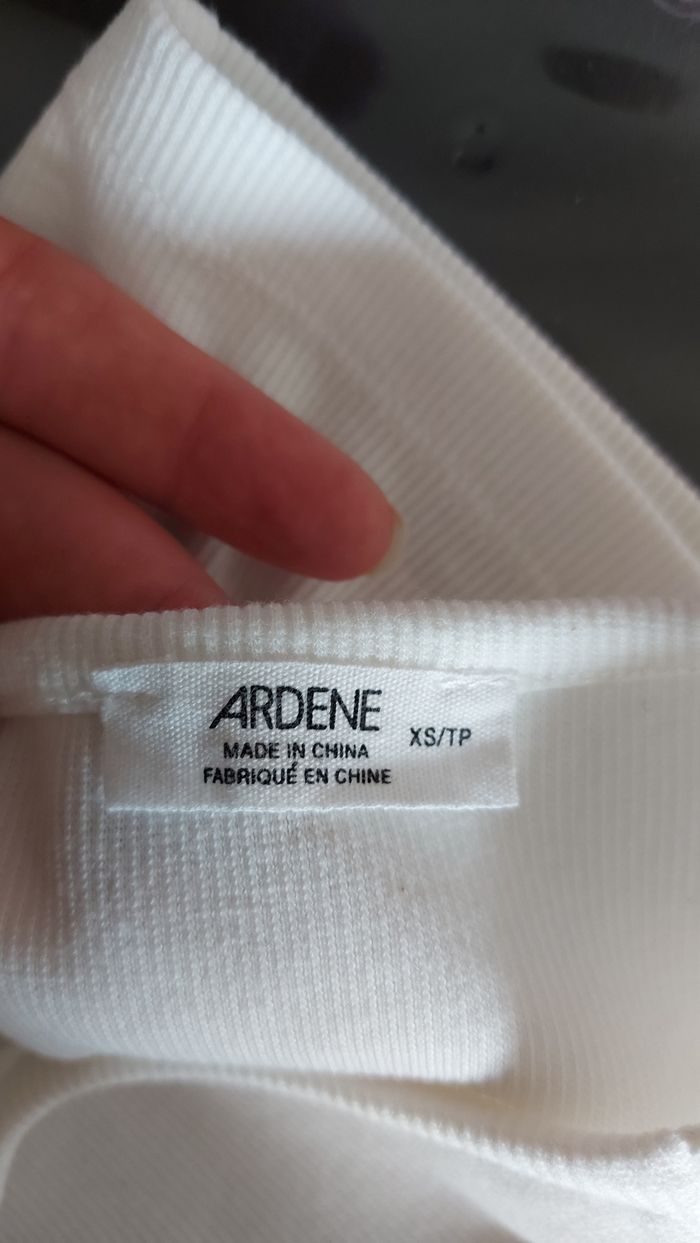 ARDENE
XS/TP
MADE IN CHINA
FABRIQUÉ EN CHINE